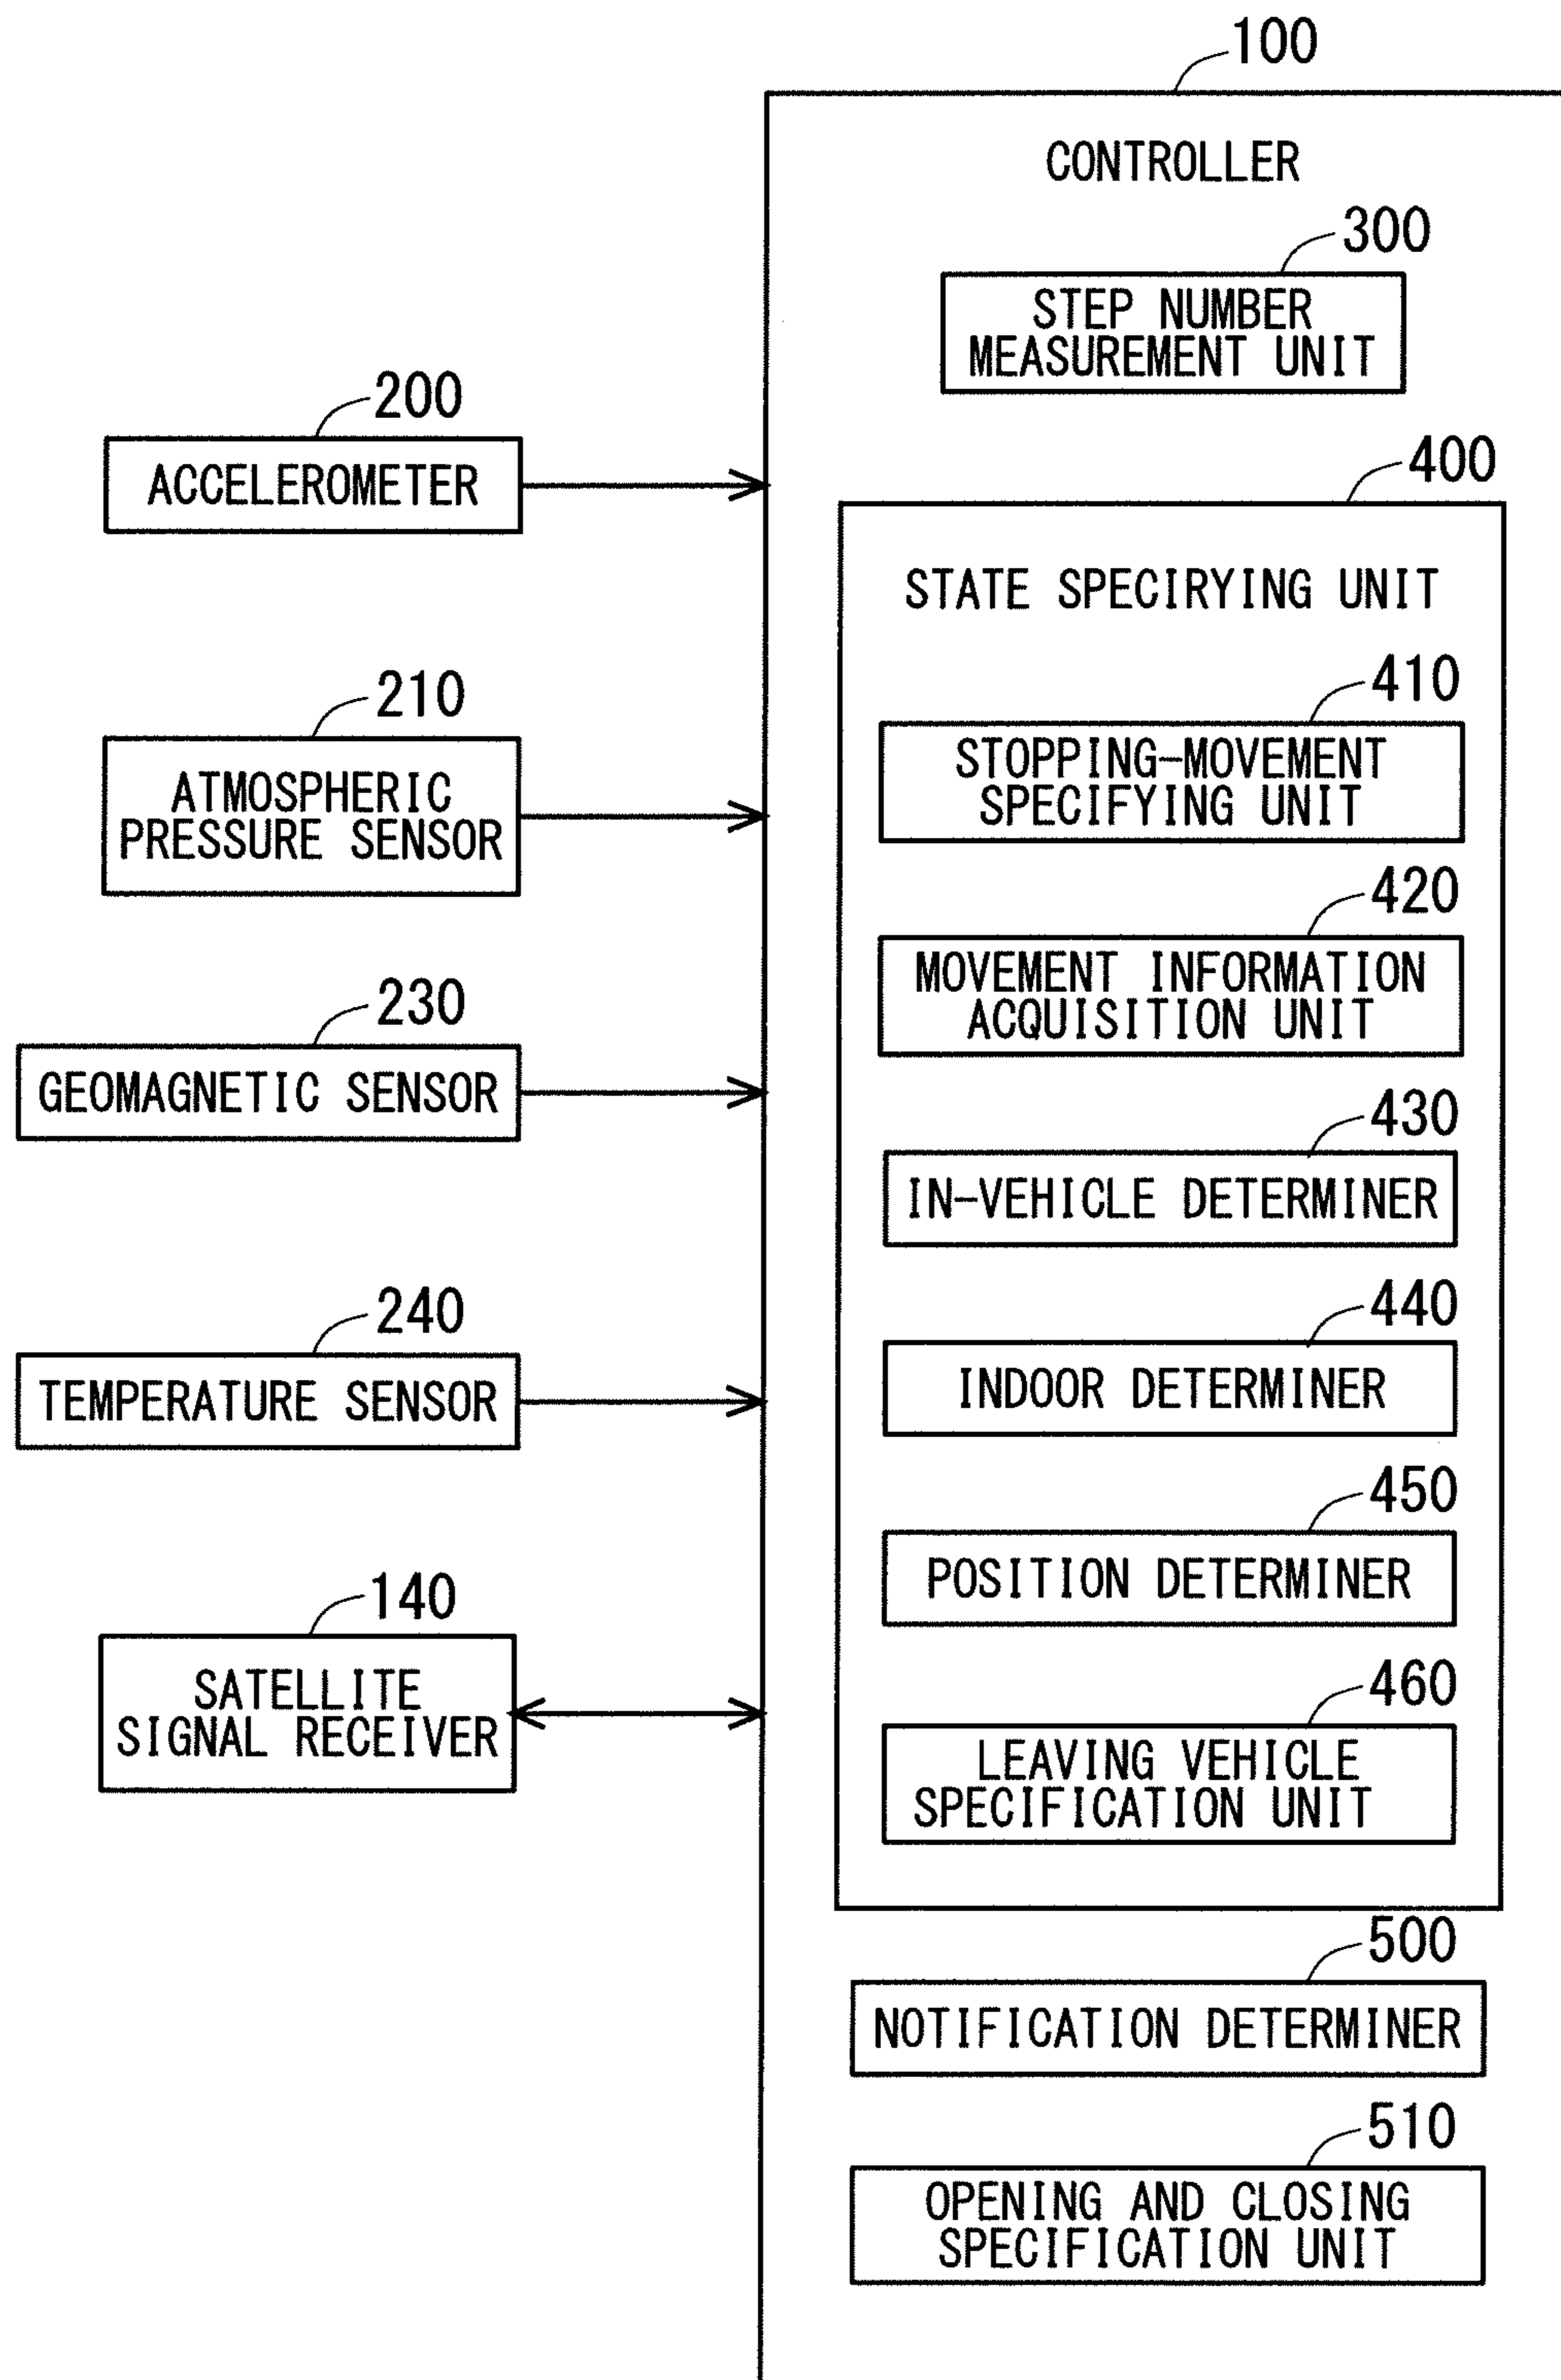 100
CONTROLLER
300
STEP NUMBER
MEASUREMENT UNIT
200
ACCELEROMETER
400
STATE SPECIRYING UNIT
210
ATMOSPHERIC
PRESSURE SENSOR
410
STOPPING-MOVEMENT
SPECIFYING UNIT
420
MOVEMENT INFORMATION
ACQUISITION UNIT
230
GEOMAGNETIC SENSOR
430
IN-VEHICLE DETERMINER
240
TEMPERATURE SENSOR
440
INDOOR DETERMINER
450
POSITION DETERMINER
140
SATELLITE
SIGNAL RECEIVER
460
LEAVING VEHICLE
SPECIFICATION UNIT
500
NOTIFICATION DETERMINER
510
OPENING AND CLOSING
SPECIFICATION UNIT